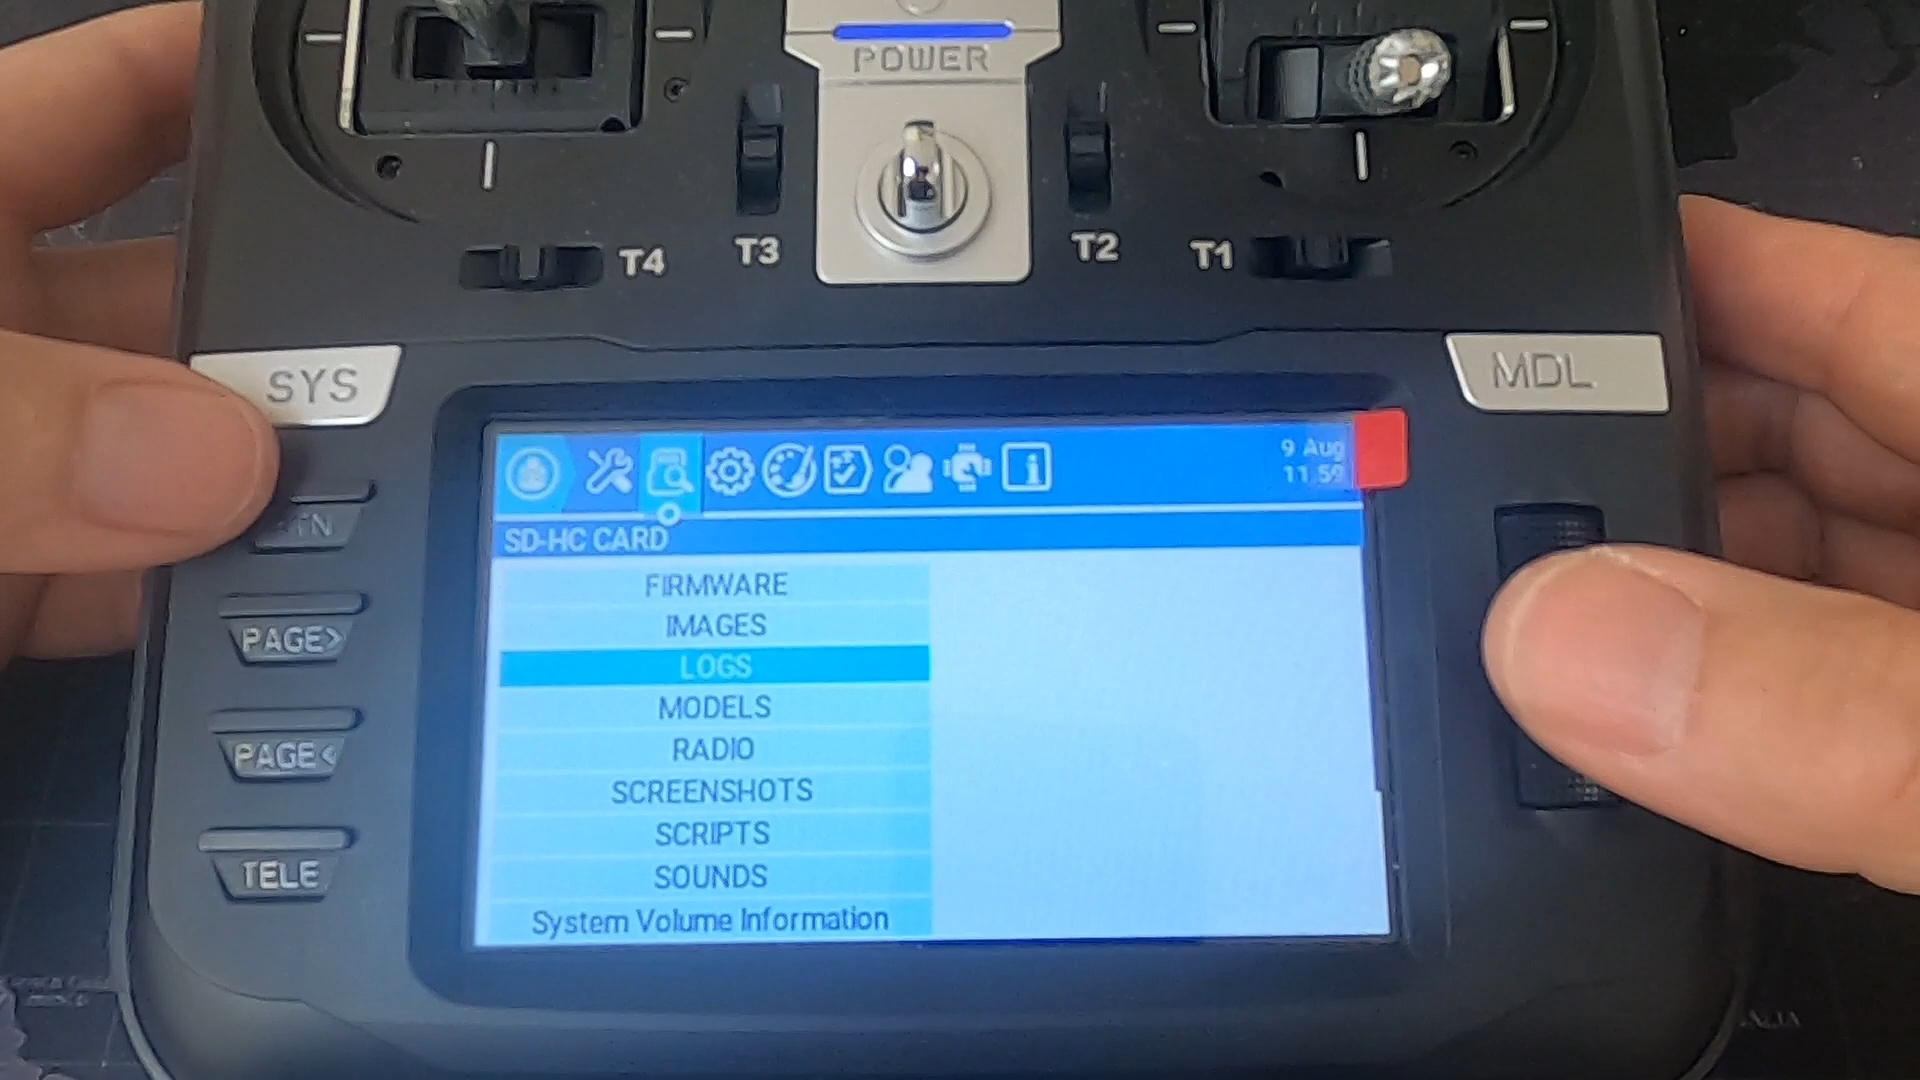 POWER
T4
T3
T2
T1
SYS
MDL
9 Aug
11:59
SD-HC CARD
FIRMWARE
IMAGES
LOGS
MODELS
RADIO
SCREENSHOTS
SCRIPTS
SOUNDS
System Volume Information
PAGE>
PAGE<
TELE